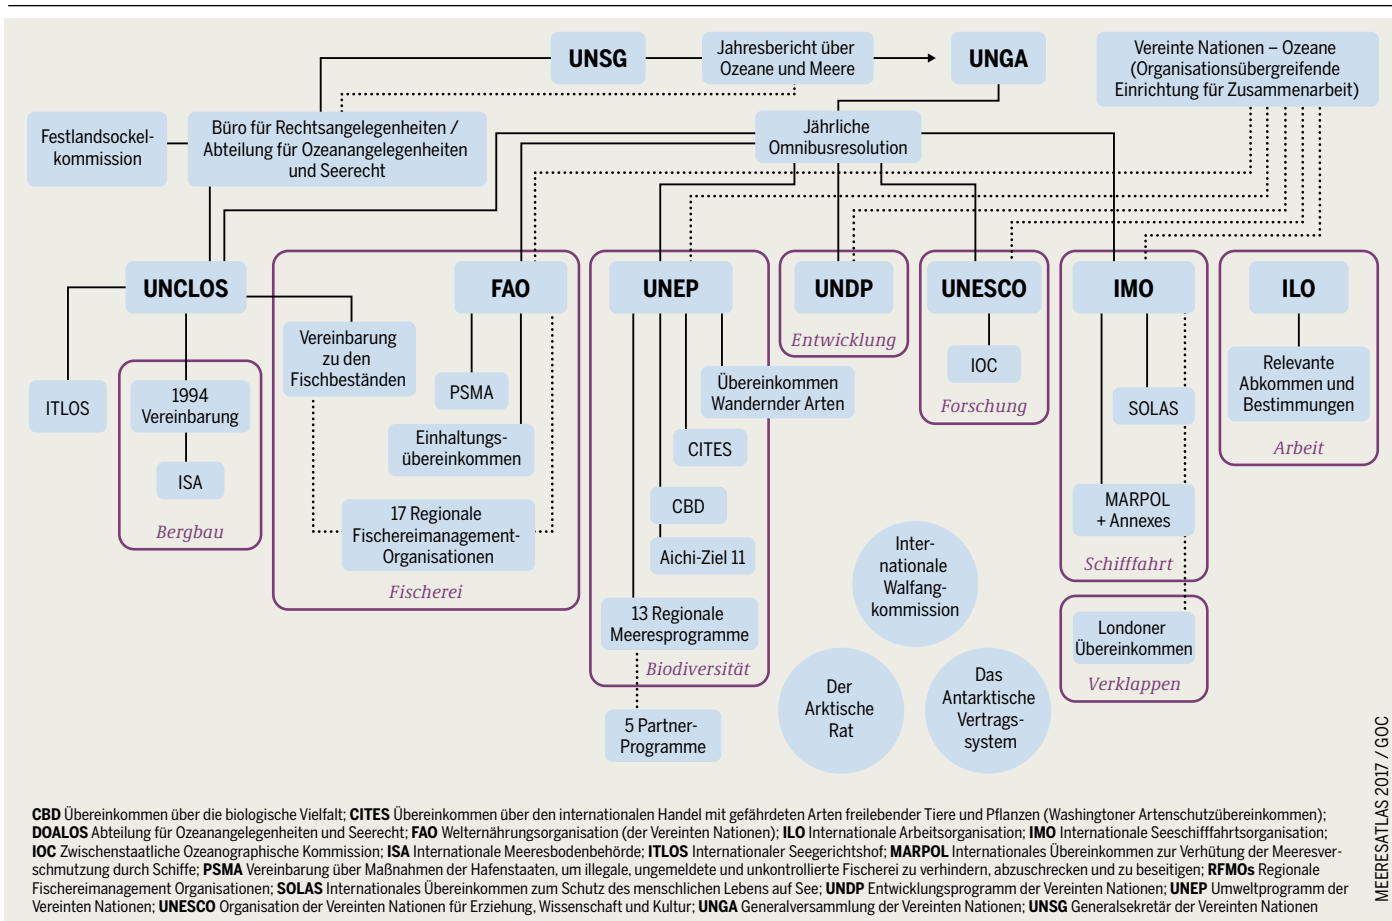 UNSG
Jahresbericht über
Ozeane und Meere
UNGA
Vereinte Nationen – Ozeane
(Organisationsübergreifende
Einrichtung für Zusammenarbeit)
Festlandsockel-
kommission
Büro für Rechtsangelegenheiten /
Abteilung für Ozeanangelegenheiten
und Seerecht
Jährliche
Omnibusresolution
UNCLOS
FAO
UNEP
UNDP
UNESCO
IMO
ILO
ITLOS
1994
Vereinbarung
ISA
Bergbau
Vereinbarung
zu den
Fischbeständen
PSMA
Einhaltungs-
übereinkommen
17 Regionale
Fischereimanagement-
Organisationen
Fischerei
Übereinkommen
Wandernder Arten
CITES
CBD
Aichi-Ziel 11
13 Regionale
Meeresprogramme
Biodiversität
5 Partner-
Programme
Entwicklung
IOC
Forschung
SOLAS
MARPOL
+ Annexes
Schifffahrt
Londoner
Übereinkommen
Verklappen
Relevante
Abkommen und
Bestimmungen
Arbeit
Inter-
nationale
Walfang-
kommission
Der
Arktische
Rat
Das
Antarktische
Vertrags-
system
CBD Übereinkommen über die biologische Vielfalt; CITES Übereinkommen über den internationalen Handel mit gefährdeten Arten freilebender Tiere und Pflanzen (Washingtoner Artenschutzübereinkommen);
DOALOS Abteilung für Ozeanangelegenheiten und Seerecht; FAO Welternährungsorganisation (der Vereinten Nationen); ILO Internationale Arbeitsorganisation; IMO Internationale Seeschifffahrtsorganisation;
IOC Zwischenstaatliche Ozeanographische Kommission; ISA Internationale Meeresbodenbehörde; ITLOS Internationaler Seegerichtshof; MARPOL Internationales Übereinkommen zur Verhütung der Meeresver-
schmutzung durch Schiffe; PSMA Vereinbarung über Maßnahmen der Hafenstaaten, um illegale, ungemeldete und unkontrollierte Fischerei zu verhindern, abzuschrecken und zu beseitigen; RFMOs Regionale
Fischereimanagement Organisationen; SOLAS Internationales Übereinkommen zum Schutz des menschlichen Lebens auf See; UNDP Entwicklungsprogramm der Vereinten Nationen; UNEP Umweltprogramm der
Vereinten Nationen; UNESCO Organisation der Vereinten Nationen für Erziehung, Wissenschaft und Kultur; UNGA Generalversammlung der Vereinten Nationen; UNSG Generalsekretär der Vereinten Nationen
MEERESATLAS 2017 / GOC